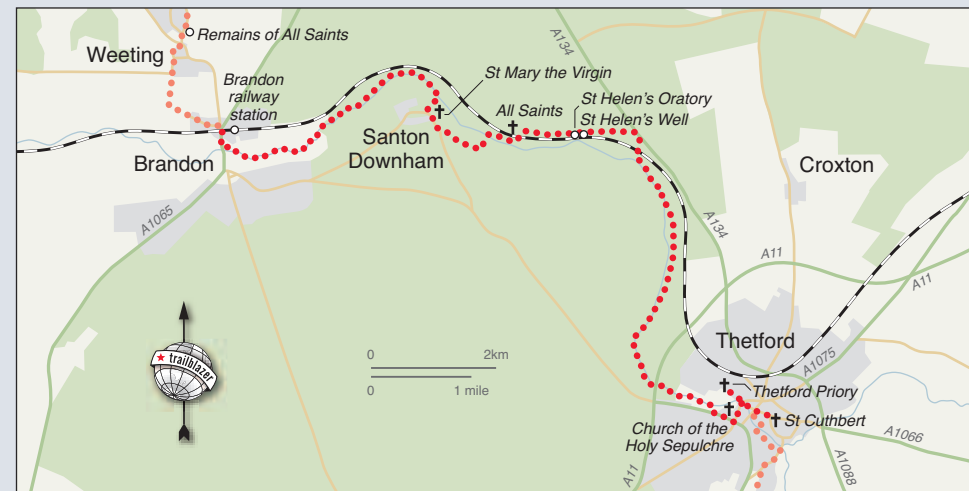 Remains of All Saints
Weeting
A134
Brandon
railway
station
St Mary the Virgin
All Saints
St Helen's Oratory
St Helen's Well
Santon
Downham
Brandon
Croxton
A1065
A134
A11
A11
trailblazer
0
2km
0
1 mile
Thetford
A1075
Thetford Priory
Church of the
Holy Sepulchre
St Cuthbert
A1066
A11
A1088